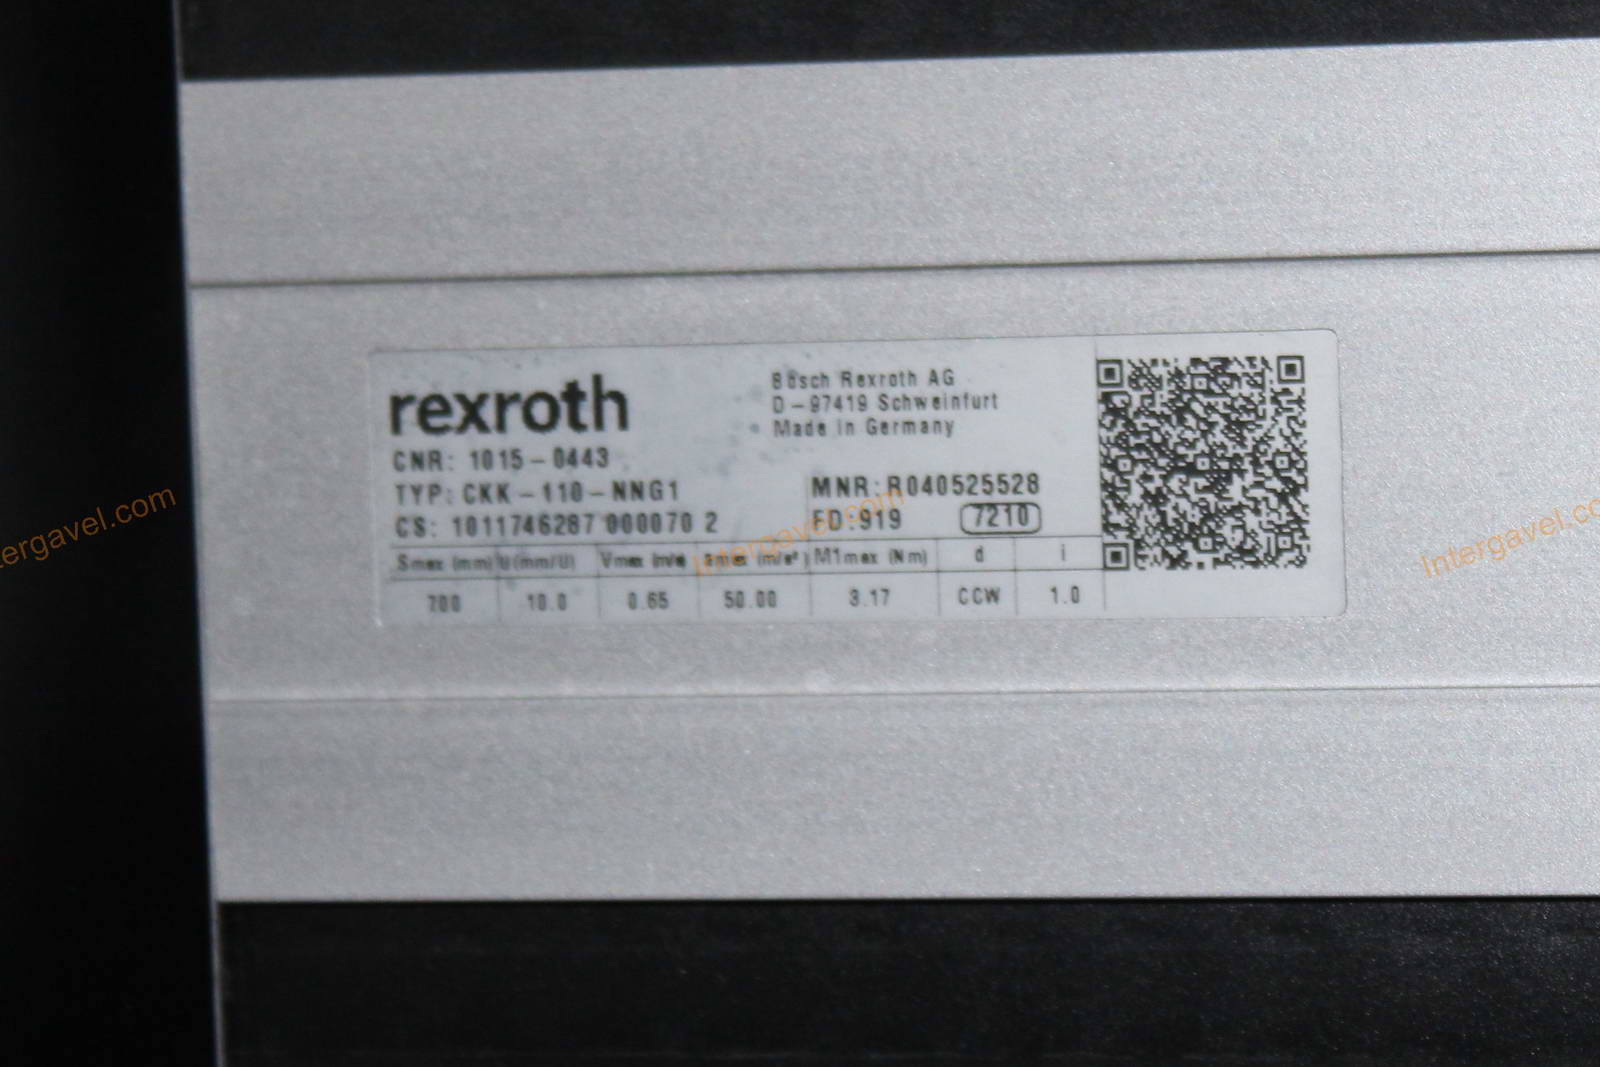 rexroth
Bosch Rexroth AG
D-97419 Schweinfurt
Made in Germany
CNR: 1015-0443
TYP: CKK-110-NNG1
MNR: R040525528
CS: 1011746287 000070 2
FD: 919 7210
Smax (mm) U(mm/U) Vmax (m/s) amax (m/s²) M1max (Nm) d i
700 10.0 0.65 50.00 3.17 CCW 1.0
intergavel.com
intergavel.com
intergavel.co